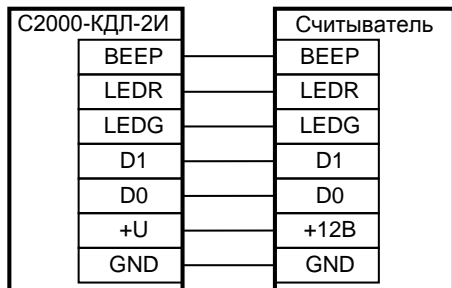 С2000-КДЛ-2И Считыватель
BEEP BEEP
LEDR LEDR
LEDG LEDG
D1 D1
D0 D0
+U +12В
GND GND